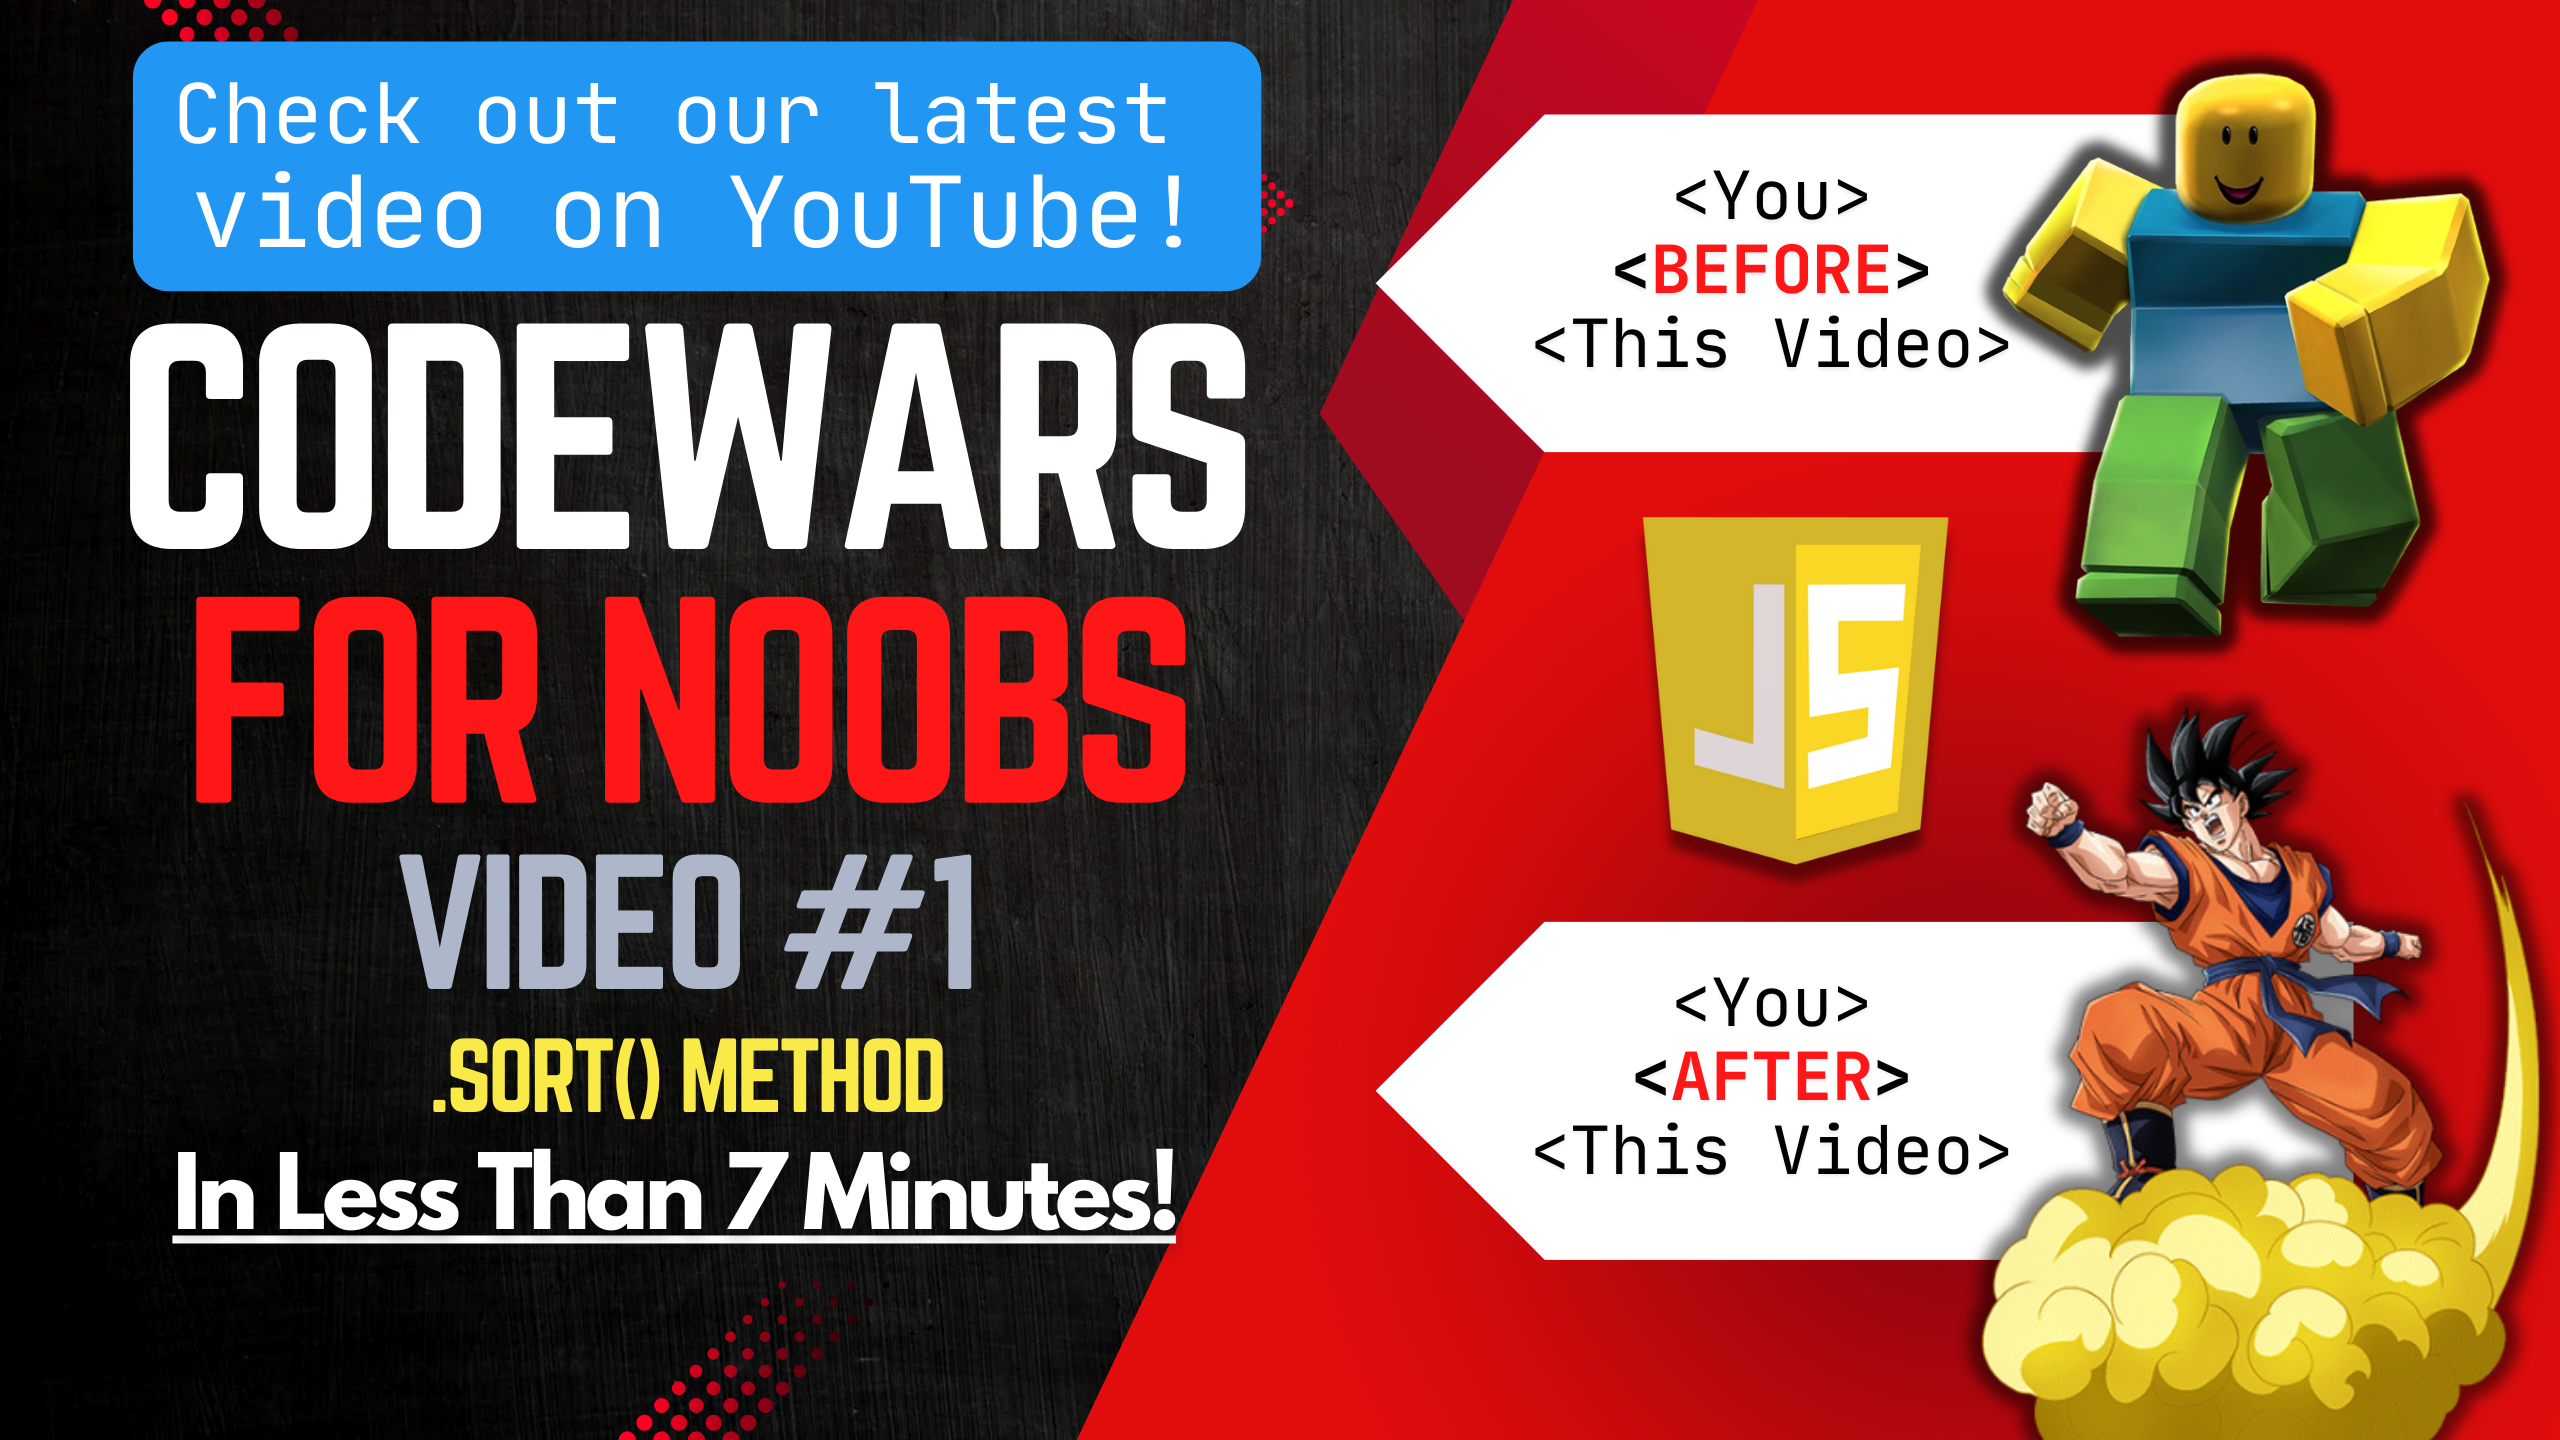 Check out our latest
video on YouTube!
CODEWARS
FOR NOOBS
VIDEO #1
.SORT() METHOD
In Less Than 7 Minutes!
<You>
<BEFORE>
<This Video>
JS
<You>
<AFTER>
<This Video>